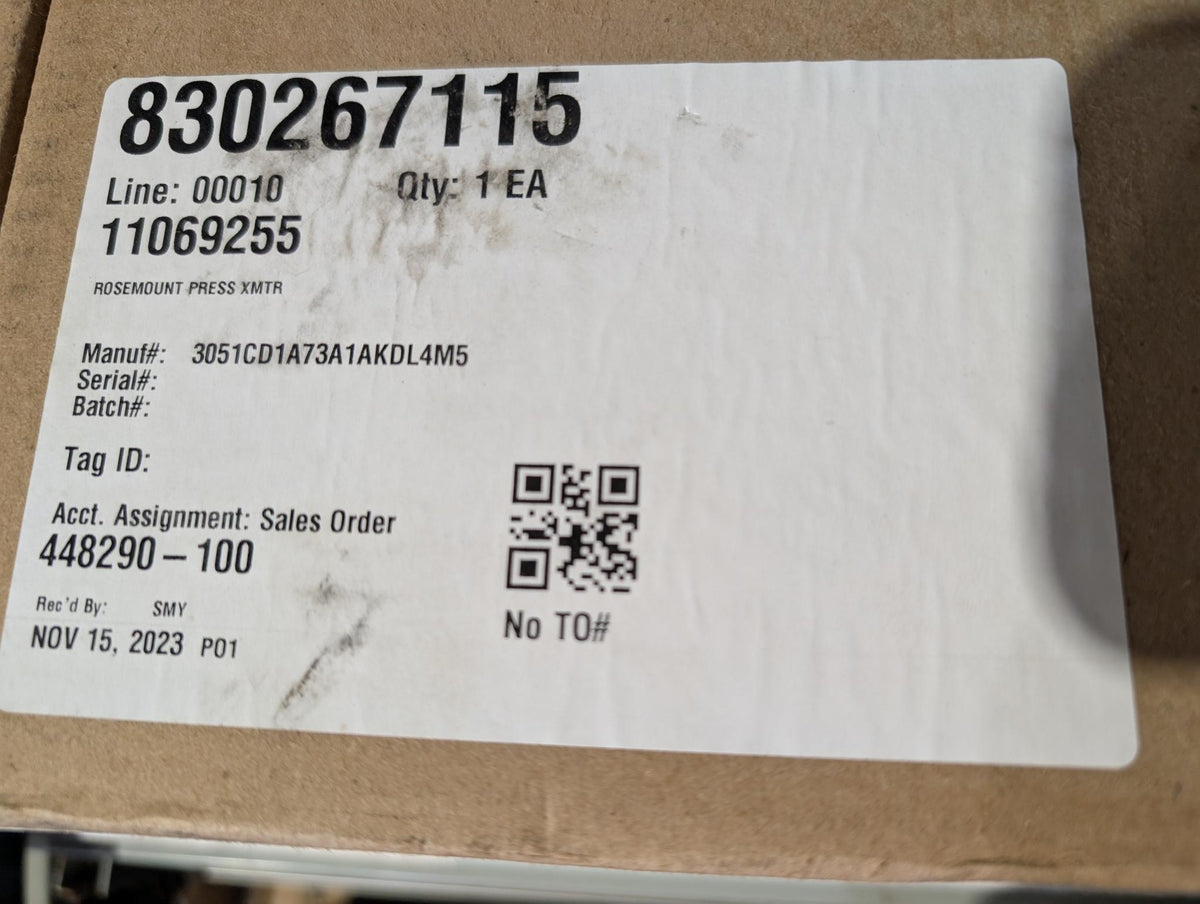 830267115
Line: 00010 Qty: 1 EA
11069255
ROSEMOUNT PRESS XMTR
Manuf#: 3051CD1A73A1AKDL4M5
Serial#:
Batch#:
Tag ID:
Acct. Assignment: Sales Order
448290 – 100
Rec'd By: SMY
NOV 15, 2023 P01
No TO#